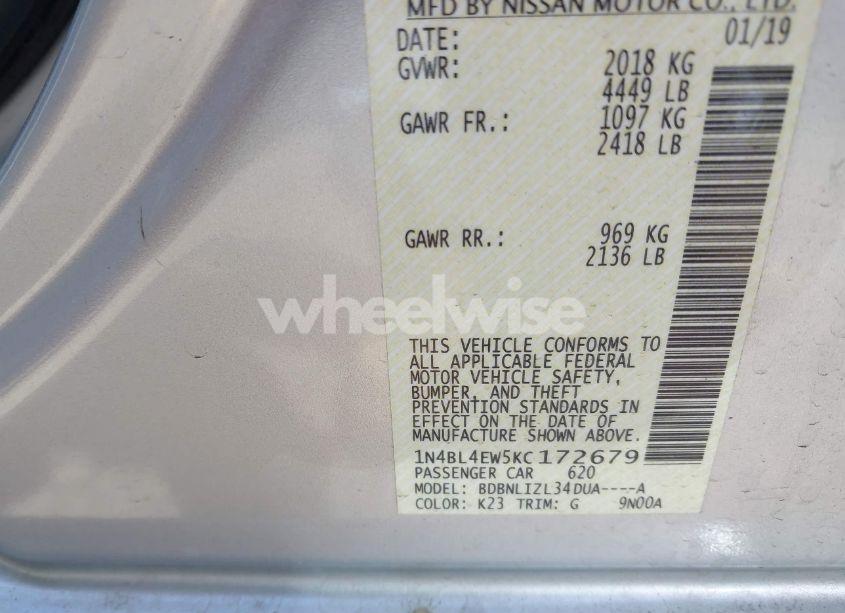 MFD BY NISSAN MOTOR CO., LTD.
DATE: 01/19
GVWR: 2018 KG
4449 LB
GAWR FR.: 1097 KG
2418 LB
GAWR RR.: 969 KG
2136 LB
wheelwise
THIS VEHICLE CONFORMS TO
ALL APPLICABLE FEDERAL
MOTOR VEHICLE SAFETY,
BUMPER, AND THEFT
PREVENTION STANDARDS IN
EFFECT ON THE DATE OF
MANUFACTURE SHOWN ABOVE.
1N4BL4EW5KC172679
PASSENGER CAR 620
MODEL: BDBNLIZL34DUA----A
COLOR: K23 TRIM: G 9N00A